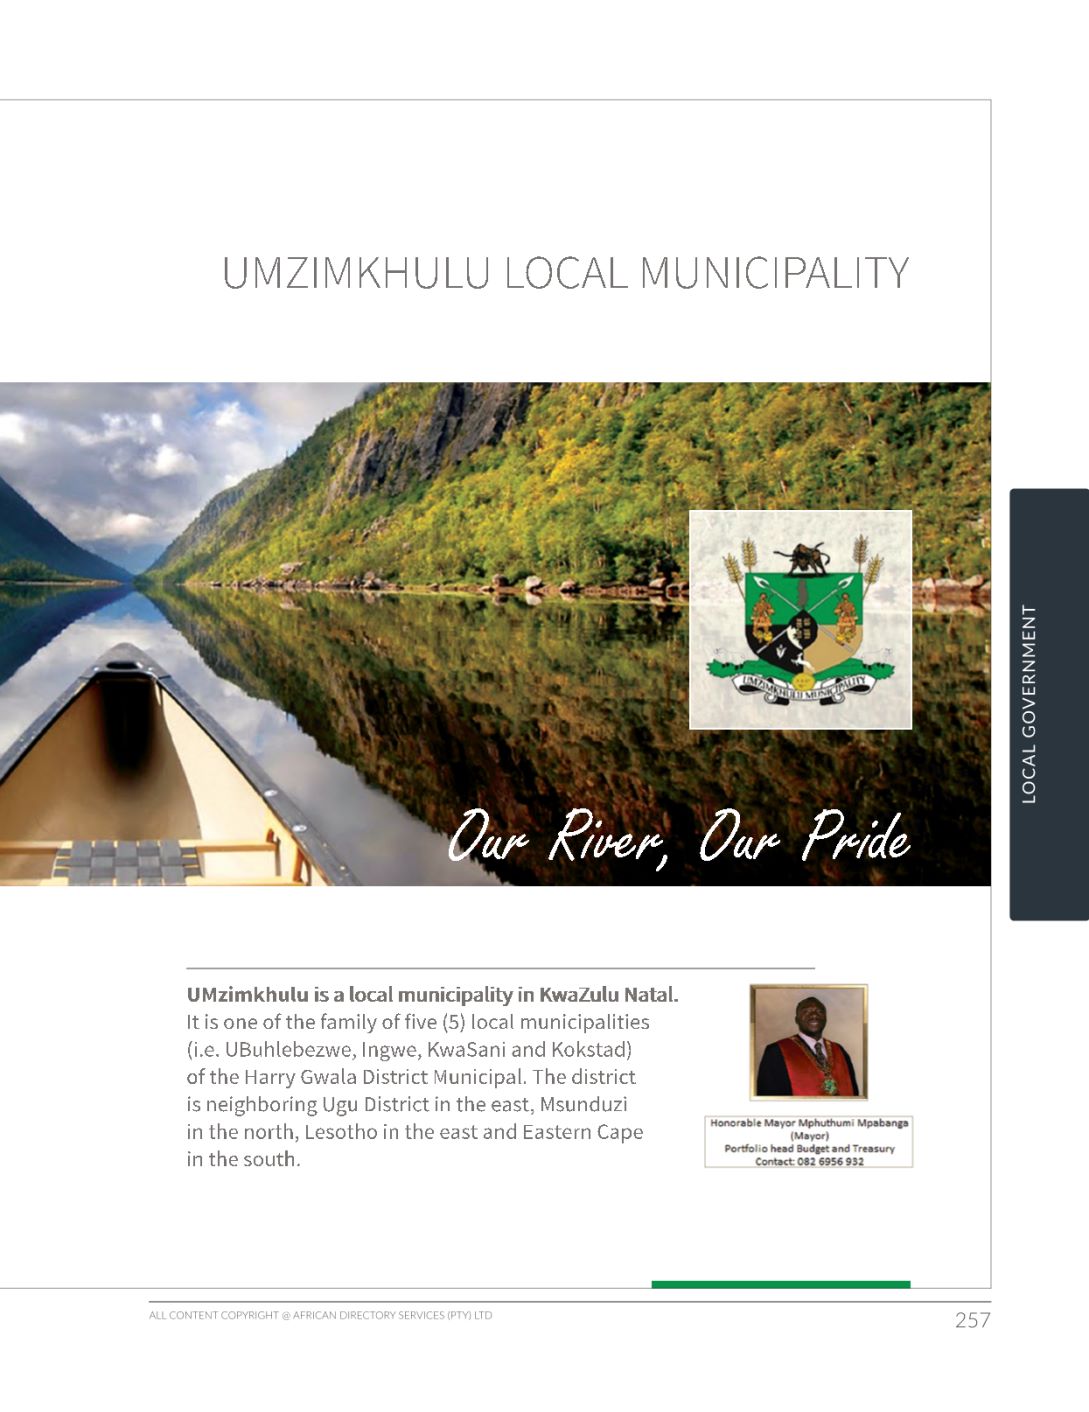 UMZIMKHULU LOCAL MUNICIPALITY
UMZIMKHULU MUNICIPALITY
Our River, Our Pride
LOCAL GOVERNMENT
UMzimkhulu is a local municipality in KwaZulu Natal.
It is one of the family of five (5) local municipalities
(i.e. UBuhlebezwe, Ingwe, KwaSani and Kokstad)
of the Harry Gwala District Municipal. The district
is neighboring Ugu District in the east, Msunduzi
in the north, Lesotho in the east and Eastern Cape
in the south.
Honorable Mayor Mphuthumi Mpabanga
(Mayor)
Portfolio head Budget and Treasury
Contact: 082 6956 932
ALL CONTENT COPYRIGHT @ AFRICAN DIRECTORY SERVICES (PTY) LTD
257